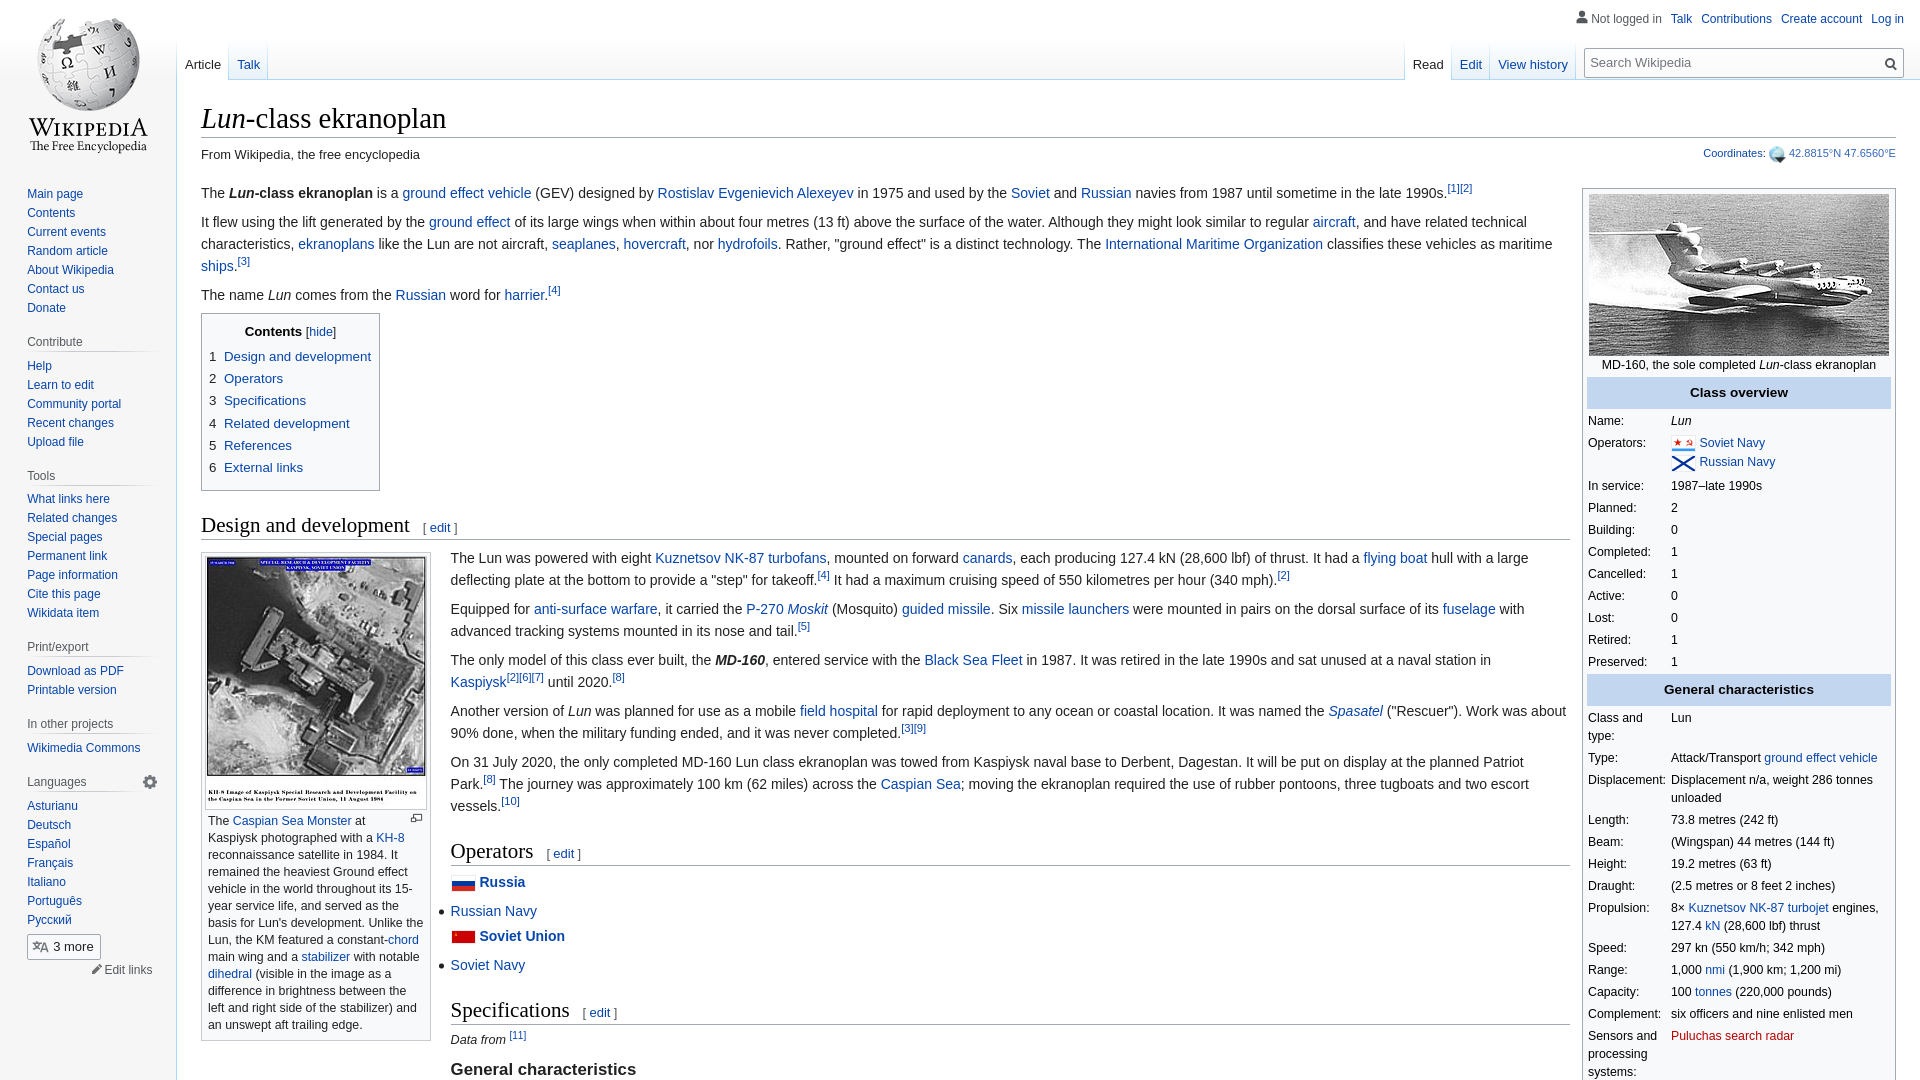 Not logged in Talk Contributions Create account Log in
Article Talk
Read Edit View history
Search Wikipedia
WIKIPEDIA
The Free Encyclopedia
Main page
Contents
Current events
Random article
About Wikipedia
Contact us
Donate
Contribute
Help
Learn to edit
Community portal
Recent changes
Upload file
Tools
What links here
Related changes
Special pages
Permanent link
Page information
Cite this page
Wikidata item
Print/export
Download as PDF
Printable version
In other projects
Wikimedia Commons
Languages
Asturianu
Deutsch
Español
Français
Italiano
Português
Русский
3 more
Edit links
Lun-class ekranoplan
From Wikipedia, the free encyclopedia
Coordinates: 42.8815°N 47.6560°E
The Lun-class ekranoplan is a ground effect vehicle (GEV) designed by Rostislav Evgenievich Alexeyev in 1975 and used by the Soviet and Russian navies from 1987 until sometime in the late 1990s.[1][2]
It flew using the lift generated by the ground effect of its large wings when within about four metres (13 ft) above the surface of the water. Although they might look similar to regular aircraft, and have related technical
characteristics, ekranoplans like the Lun are not aircraft, seaplanes, hovercraft, nor hydrofoils. Rather, "ground effect" is a distinct technology. The International Maritime Organization classifies these vehicles as maritime
ships.[3]
The name Lun comes from the Russian word for harrier.[4]
Contents [hide]
1 Design and development
2 Operators
3 Specifications
4 Related development
5 References
6 External links
Design and development [ edit ]
SPECIAL RESEARCH & DEVELOPMENT FACILITY
KASPIYSK, SOVIET UNION
KH-8 Image of Kaspiysk Special Research and Development Facility on
the Caspian Sea in the Former Soviet Union, 11 August 1984
The Caspian Sea Monster at
Kaspiysk photographed with a KH-8
reconnaissance satellite in 1984. It
remained the heaviest Ground effect
vehicle in the world throughout its 15-
year service life, and served as the
basis for Lun's development. Unlike the
Lun, the KM featured a constant-chord
main wing and a stabilizer with notable
dihedral (visible in the image as a
difference in brightness between the
left and right side of the stabilizer) and
an unswept aft trailing edge.
The Lun was powered with eight Kuznetsov NK-87 turbofans, mounted on forward canards, each producing 127.4 kN (28,600 lbf) of thrust. It had a flying boat hull with a large
deflecting plate at the bottom to provide a "step" for takeoff.[4] It had a maximum cruising speed of 550 kilometres per hour (340 mph).[2]
Equipped for anti-surface warfare, it carried the P-270 Moskit (Mosquito) guided missile. Six missile launchers were mounted in pairs on the dorsal surface of its fuselage with
advanced tracking systems mounted in its nose and tail.[5]
The only model of this class ever built, the MD-160, entered service with the Black Sea Fleet in 1987. It was retired in the late 1990s and sat unused at a naval station in
Kaspiysk[2][6][7] until 2020.[8]
Another version of Lun was planned for use as a mobile field hospital for rapid deployment to any ocean or coastal location. It was named the Spasatel ("Rescuer"). Work was about
90% done, when the military funding ended, and it was never completed.[3][9]
On 31 July 2020, the only completed MD-160 Lun class ekranoplan was towed from Kaspiysk naval base to Derbent, Dagestan. It will be put on display at the planned Patriot
Park.[8] The journey was approximately 100 km (62 miles) across the Caspian Sea; moving the ekranoplan required the use of rubber pontoons, three tugboats and two escort
vessels.[10]
Operators [ edit ]
Russia
Russian Navy
Soviet Union
Soviet Navy
Specifications [ edit ]
Data from [11]
General characteristics
MD-160, the sole completed Lun-class ekranoplan
Class overview
Name: Lun
Operators: Soviet Navy
Russian Navy
In service: 1987–late 1990s
Planned: 2
Building: 0
Completed: 1
Cancelled: 1
Active: 0
Lost: 0
Retired: 1
Preserved: 1
General characteristics
Class and Lun
type:
Type: Attack/Transport ground effect vehicle
Displacement: Displacement n/a, weight 286 tonnes
unloaded
Length: 73.8 metres (242 ft)
Beam: (Wingspan) 44 metres (144 ft)
Height: 19.2 metres (63 ft)
Draught: (2.5 metres or 8 feet 2 inches)
Propulsion: 8× Kuznetsov NK-87 turbojet engines,
127.4 kN (28,600 lbf) thrust
Speed: 297 kn (550 km/h; 342 mph)
Range: 1,000 nmi (1,900 km; 1,200 mi)
Capacity: 100 tonnes (220,000 pounds)
Complement: six officers and nine enlisted men
Sensors and Puluchas search radar
processing
systems: